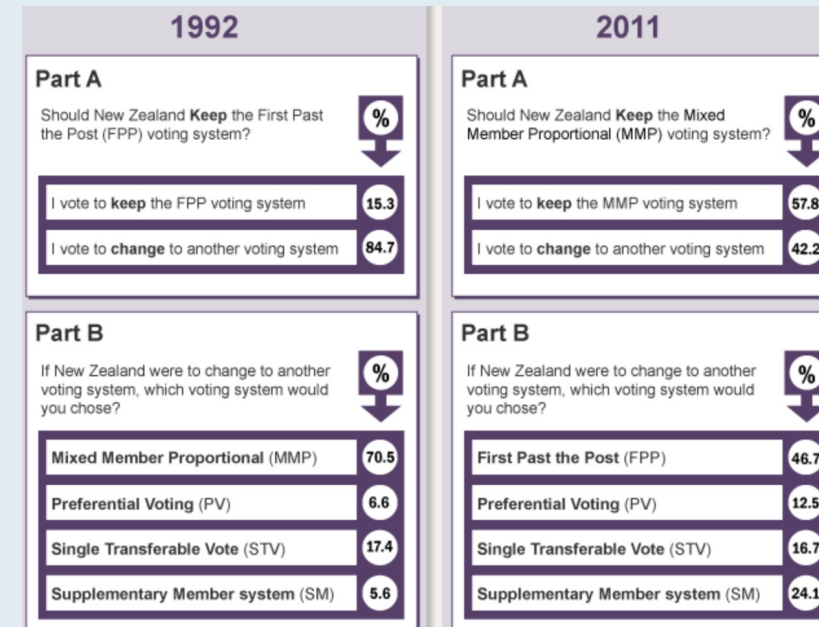 1992
Part A
Should New Zealand Keep the First Past
the Post (FPP) voting system?
%
I vote to keep the FPP voting system 15.3
I vote to change to another voting system 84.7
Part B
If New Zealand were to change to another
voting system, which voting system would
you chose?
%
Mixed Member Proportional (MMP) 70.5
Preferential Voting (PV) 6.6
Single Transferable Vote (STV) 17.4
Supplementary Member system (SM) 5.6
2011
Part A
Should New Zealand Keep the Mixed
Member Proportional (MMP) voting system?
%
I vote to keep the MMP voting system 57.8
I vote to change to another voting system 42.2
Part B
If New Zealand were to change to another
voting system, which voting system would
you chose?
%
First Past the Post (FPP) 46.7
Preferential Voting (PV) 12.5
Single Transferable Vote (STV) 16.7
Supplementary Member system (SM) 24.1